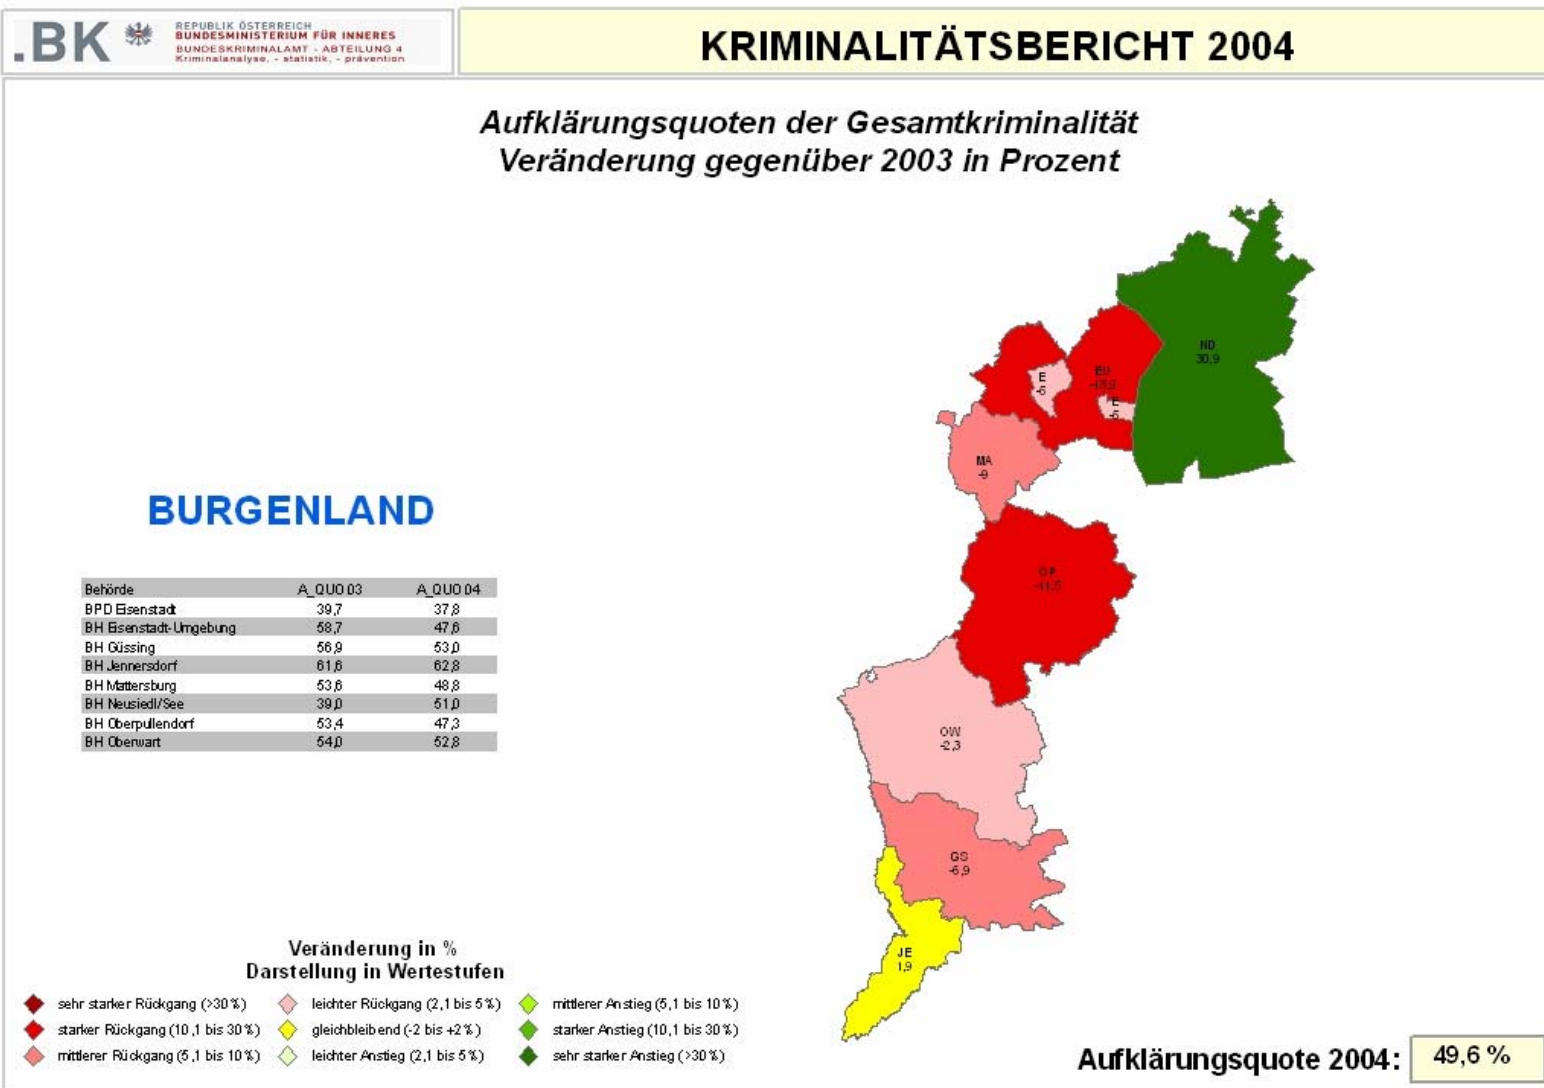 .BK
REPUBLIK ÖSTERREICH
BUNDESMINISTERIUM FÜR INNERES
BUNDESKRIMINALAMT - ABTEILUNG 4
Kriminalanalyse, - statistik, - prävention
KRIMINALITÄTSBERICHT 2004
Aufklärungsquoten der Gesamtkriminalität
Veränderung gegenüber 2003 in Prozent
ND
30,9
E
-5
EU
-18,9
E
-5
MA
-9
OP
-11,5
BURGENLAND
Behörde A_QUO 03 A_QUO 04
BPD Eisenstadt 39,7 37,8
BH Eisenstadt-Umgebung 58,7 47,6
BH Güssing 56,9 53,0
BH Jennersdorf 61,6 62,8
BH Mattersburg 53,6 48,8
BH Neusiedl/See 39,0 51,0
BH Oberpullendorf 53,4 47,3
BH Oberwart 54,0 52,8
OW
-2,3
GS
-6,9
JE
1,9
Veränderung in %
Darstellung in Wertestufen
sehr starker Rückgang (>30%) leichter Rückgang (2,1 bis 5%) mittlerer Anstieg (5,1 bis 10%)
starker Rückgang (10,1 bis 30%) gleichbleibend (-2 bis +2%) starker Anstieg (10,1 bis 30%)
mittlerer Rückgang (5,1 bis 10%) leichter Anstieg (2,1 bis 5%) sehr starker Anstieg (>30%)
Aufklärungsquote 2004: 49,6 %